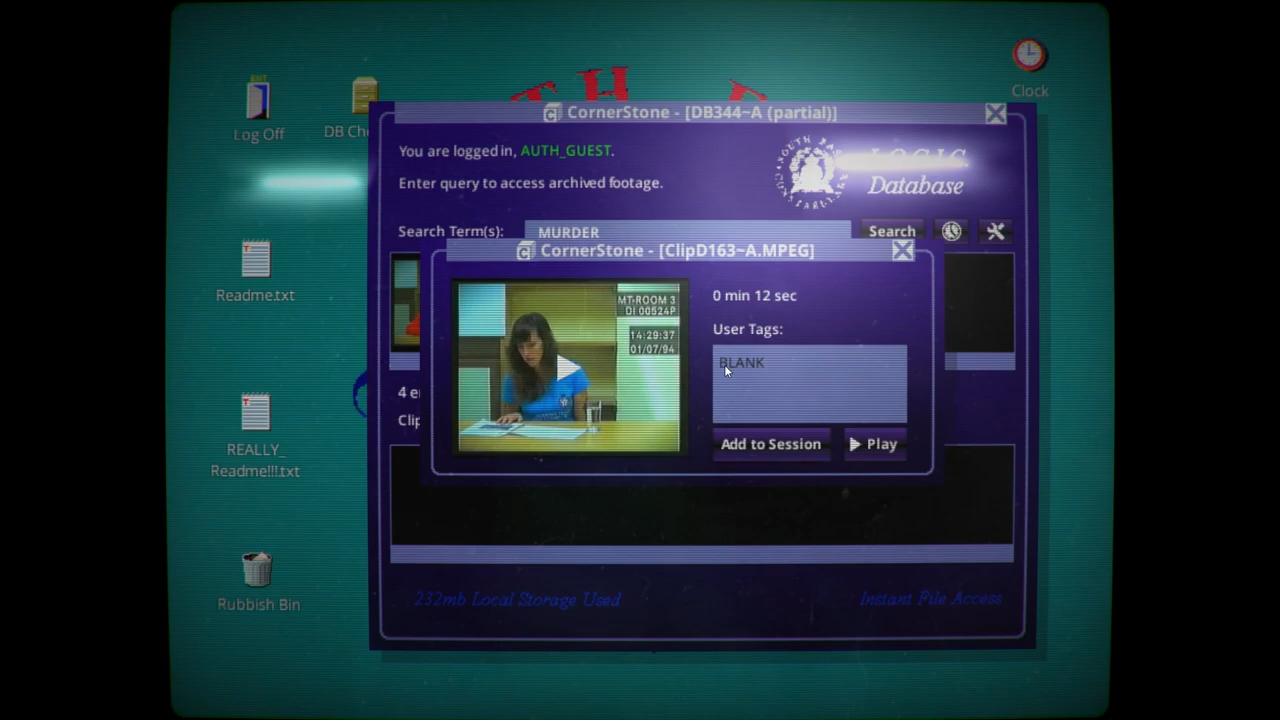 EXIT
Clock
Log Off
DB Ch
CornerStone - [DB344~A (partial)]
You are logged in, AUTH_GUEST.
Enter query to access archived footage.
LOGIC
Database
Search Term(s):
MURDER
Search
CornerStone - [ClipD163~A.MPEG]
Readme.txt
MT-ROOM 3
DI 00524P
14:29:37
01/07/94
0 min 12 sec
User Tags:
BLANK
4 e
Clip
Add to Session
Play
REALLY_
Readme!!!.txt
Rubbish Bin
232mb Local Storage Used
Instant File Access